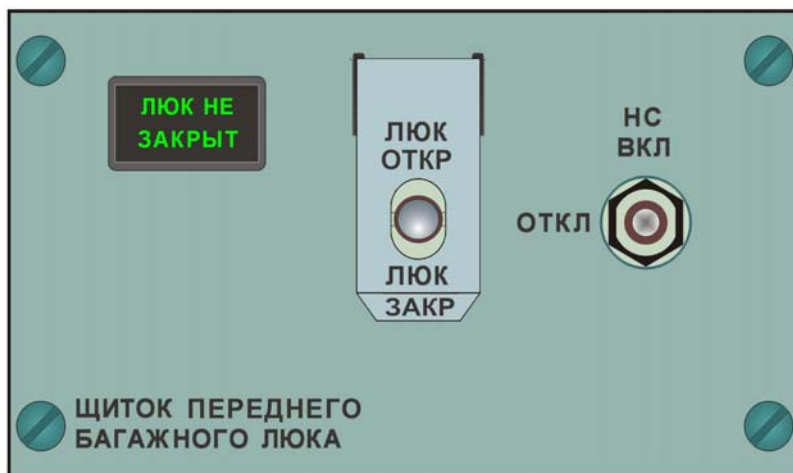 ЛЮК НЕ
ЗАКРЫТ
ЛЮК
ОТКР
ЛЮК
ЗАКР
НС
ВКЛ
ОТКЛ
ЩИТОК ПЕРЕДНЕГО
БАГАЖНОГО ЛЮКА